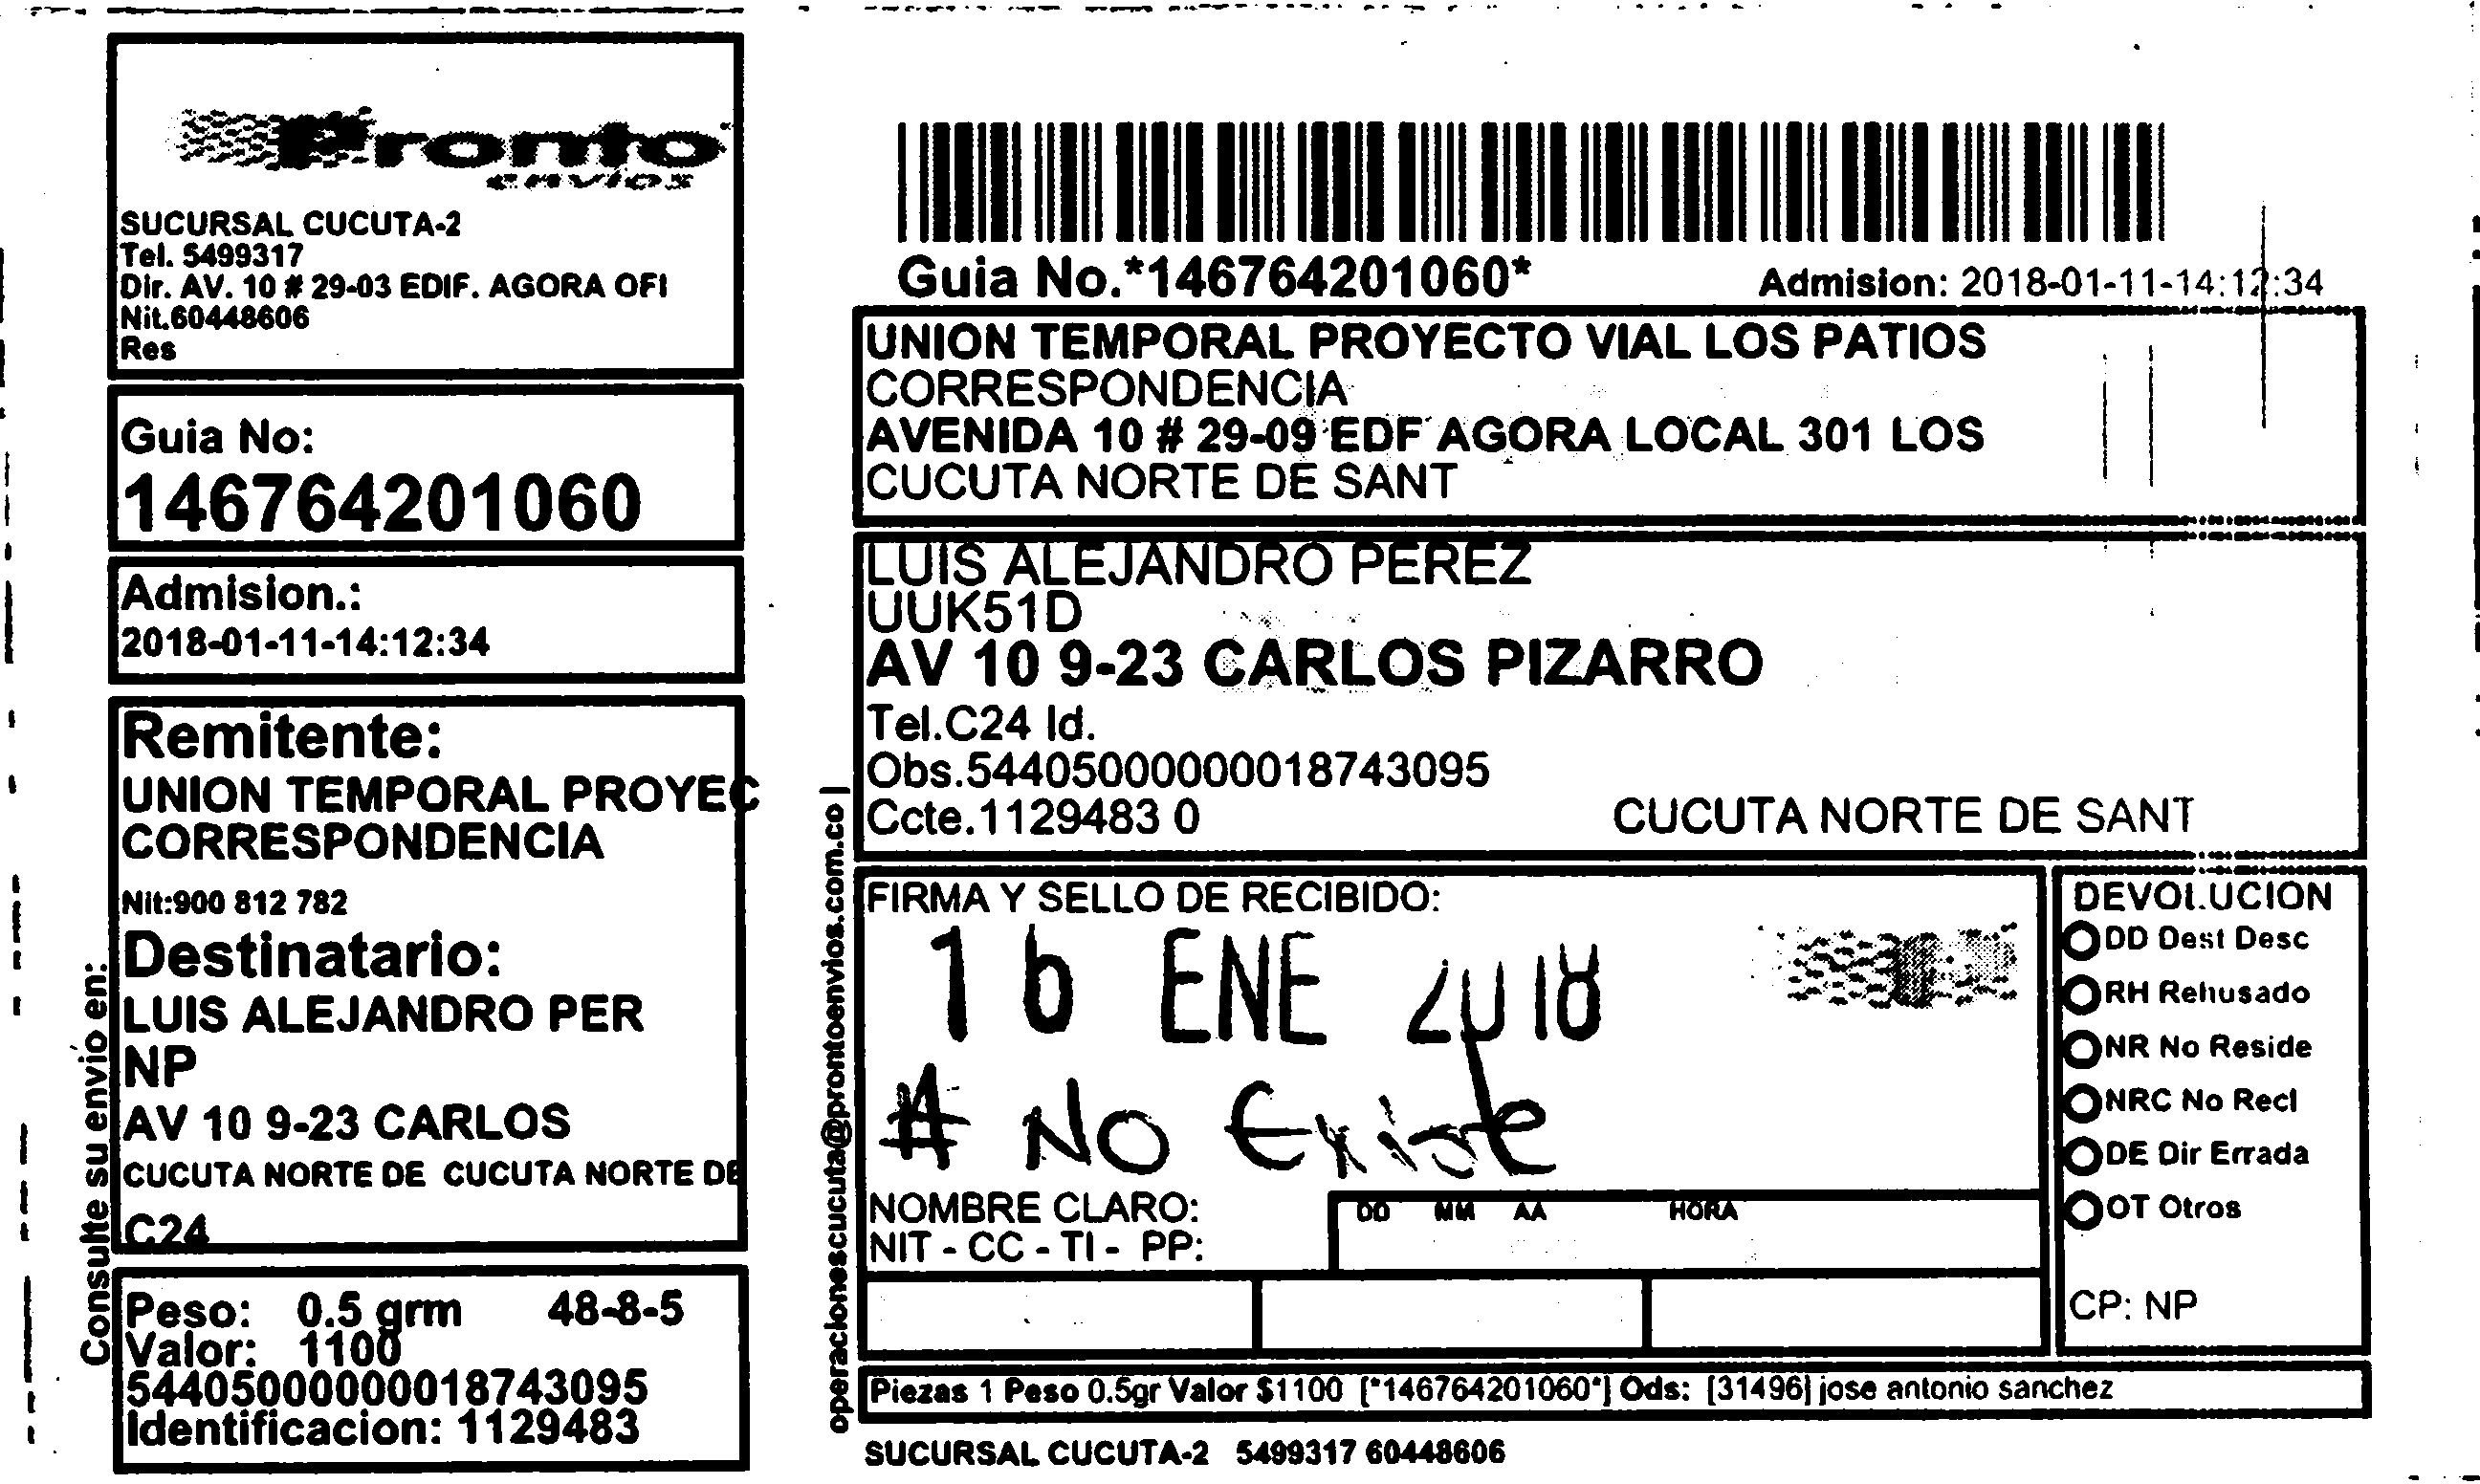 Pronto
envios
SUCURSAL CUCUTA-2
Tel. 5499317
Dir. AV. 10 # 29-03 EDIF. AGORA OFI
Nit.60448606
Res
Guia No:
146764201060
Admision.:
2018-01-11-14:12:34
Remitente:
UNION TEMPORAL PROYEC
CORRESPONDENCIA
Nit:900 812 782
Destinatario:
LUIS ALEJANDRO PER
NP
AV 10 9-23 CARLOS
CUCUTA NORTE DE CUCUTA NORTE DE
C24
Peso: 0.5 grm 48-8-5
Valor: 1100
544050000000018743095
Identificacion: 1129483
Consulte su envio en:
operacionescucuta@prontoenvios.com.co |
Guia No.*146764201060*
Admision: 2018-01-11-14:12:34
UNION TEMPORAL PROYECTO VIAL LOS PATIOS
CORRESPONDENCIA
AVENIDA 10 # 29-09 EDF AGORA LOCAL 301 LOS
CUCUTA NORTE DE SANT
LUIS ALEJANDRO PEREZ
UUK51D
AV 10 9-23 CARLOS PIZARRO
Tel.C24 Id.
Obs.544050000000018743095
Ccte.1129483 0
CUCUTA NORTE DE SANT
FIRMA Y SELLO DE RECIBIDO:
16 ENE 2018
# No Existe
NOMBRE CLARO:
NIT - CC - TI - PP:
DD MM AA HORA
DEVOLUCION
DD Dest Desc
RH Rehusado
NR No Reside
NRC No Recl
DE Dir Errada
OT Otros
CP: NP
Piezas 1 Peso 0.5gr Valor $1100 [*146764201060*] Ods: [31496] jose antonio sanchez
SUCURSAL CUCUTA-2 5499317 60448606